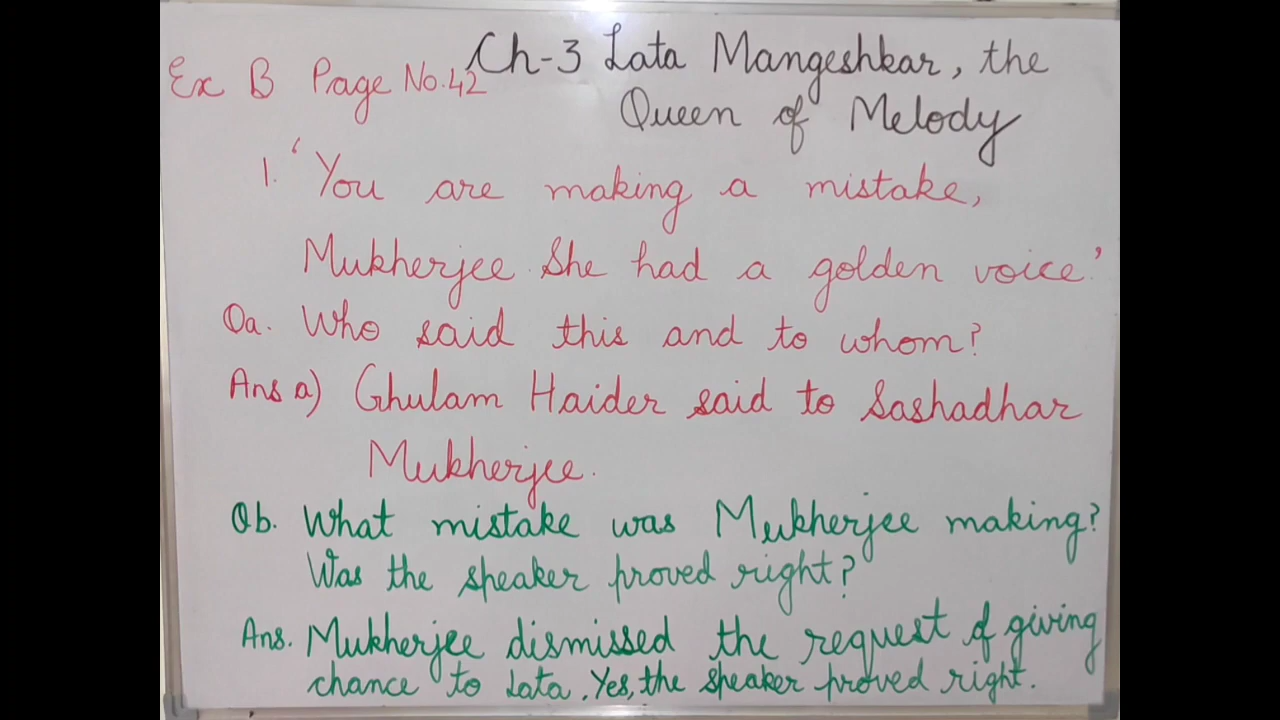 Ch-3 Lata Mangeshkar, the
Queen of Melody
Ex B Page No.42
1. 'You are making a mistake,
Mukherjee. She had a golden voice.'
Qa. Who said this and to whom?
Ans a) Ghulam Haider said to Sashadhar
Mukherjee.
Qb. What mistake was Mukherjee making?
Was the speaker proved right?
Ans. Mukherjee dismissed the request of giving
chance to Lata. Yes, the speaker proved right.